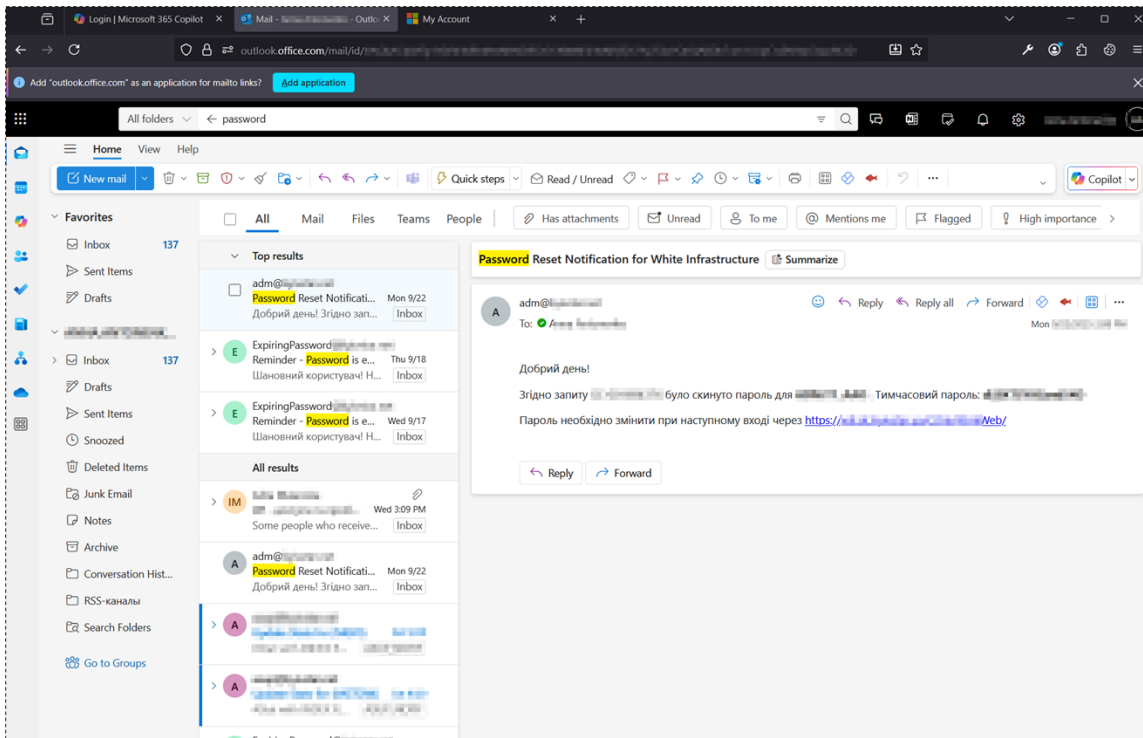 Login | Microsoft 365 Copilot
Mail - - Outlo
My Account
outlook.office.com/mail/id/
Add "outlook.office.com" as an application for mailto links?
Add application
All folders
password
Home View Help
New mail
Quick steps
Read / Unread
Copilot
Favorites
Inbox 137
Sent Items
Drafts
Inbox 137
Drafts
Sent Items
Snoozed
Deleted Items
Junk Email
Notes
Archive
Conversation Hist...
RSS-каналы
Search Folders
Go to Groups
All Mail Files Teams People
Has attachments
Unread
To me
Mentions me
Flagged
High importance
Top results
adm@
Password Reset Notificati... Mon 9/22
Добрий день! Згідно зап... Inbox
E
ExpiringPassword
Reminder - Password is e... Thu 9/18
Шановний користувач! Н... Inbox
E
ExpiringPassword
Reminder - Password is e... Wed 9/17
Шановний користувач! Н... Inbox
All results
IM
Wed 3:09 PM
Some people who receive... Inbox
A
adm@
Password Reset Notificati... Mon 9/22
Добрий день! Згідно зап... Inbox
A
A
Password Reset Notification for White Infrastructure
Summarize
A
adm@
Reply Reply all Forward
To:
Mon
Добрий день!
Згідно запиту було скинуто пароль для Тимчасовий пароль:
Пароль необхідно змінити при наступному вході через https:// Web/
Reply
Forward